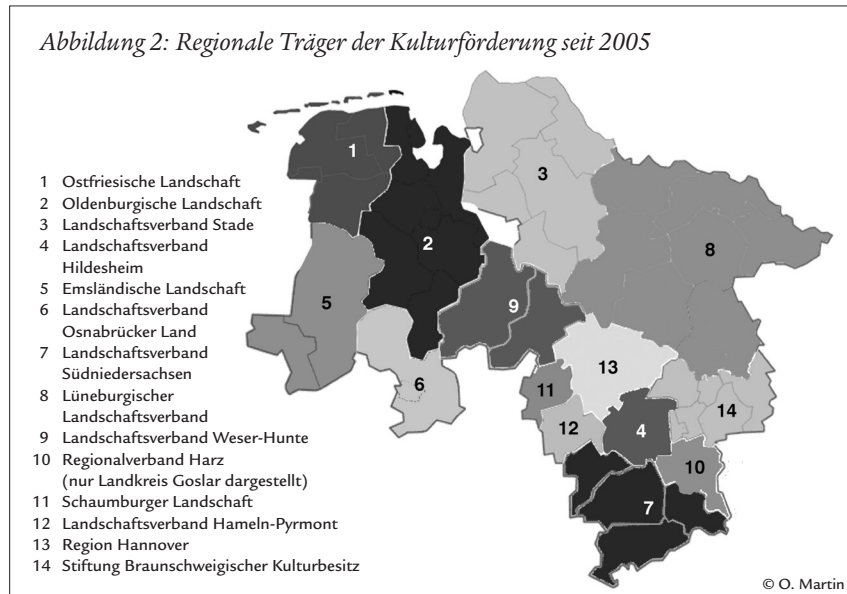 Abbildung 2: Regionale Träger der Kulturförderung seit 2005
1 Ostfriesische Landschaft
2 Oldenburgische Landschaft
3 Landschaftsverband Stade
4 Landschaftsverband
Hildesheim
5 Emsländische Landschaft
6 Landschaftsverband
Osnabrücker Land
7 Landschaftsverband
Südniedersachsen
8 Lüneburgischer
Landschaftsverband
9 Landschaftsverband Weser-Hunte
10 Regionalverband Harz
(nur Landkreis Goslar dargestellt)
11 Schaumburger Landschaft
12 Landschaftsverband Hameln-Pyrmont
13 Region Hannover
14 Stiftung Braunschweigischer Kulturbesitz
1
3
2
8
5
9
13
6
11
14
12
4
10
7
© O. Martin